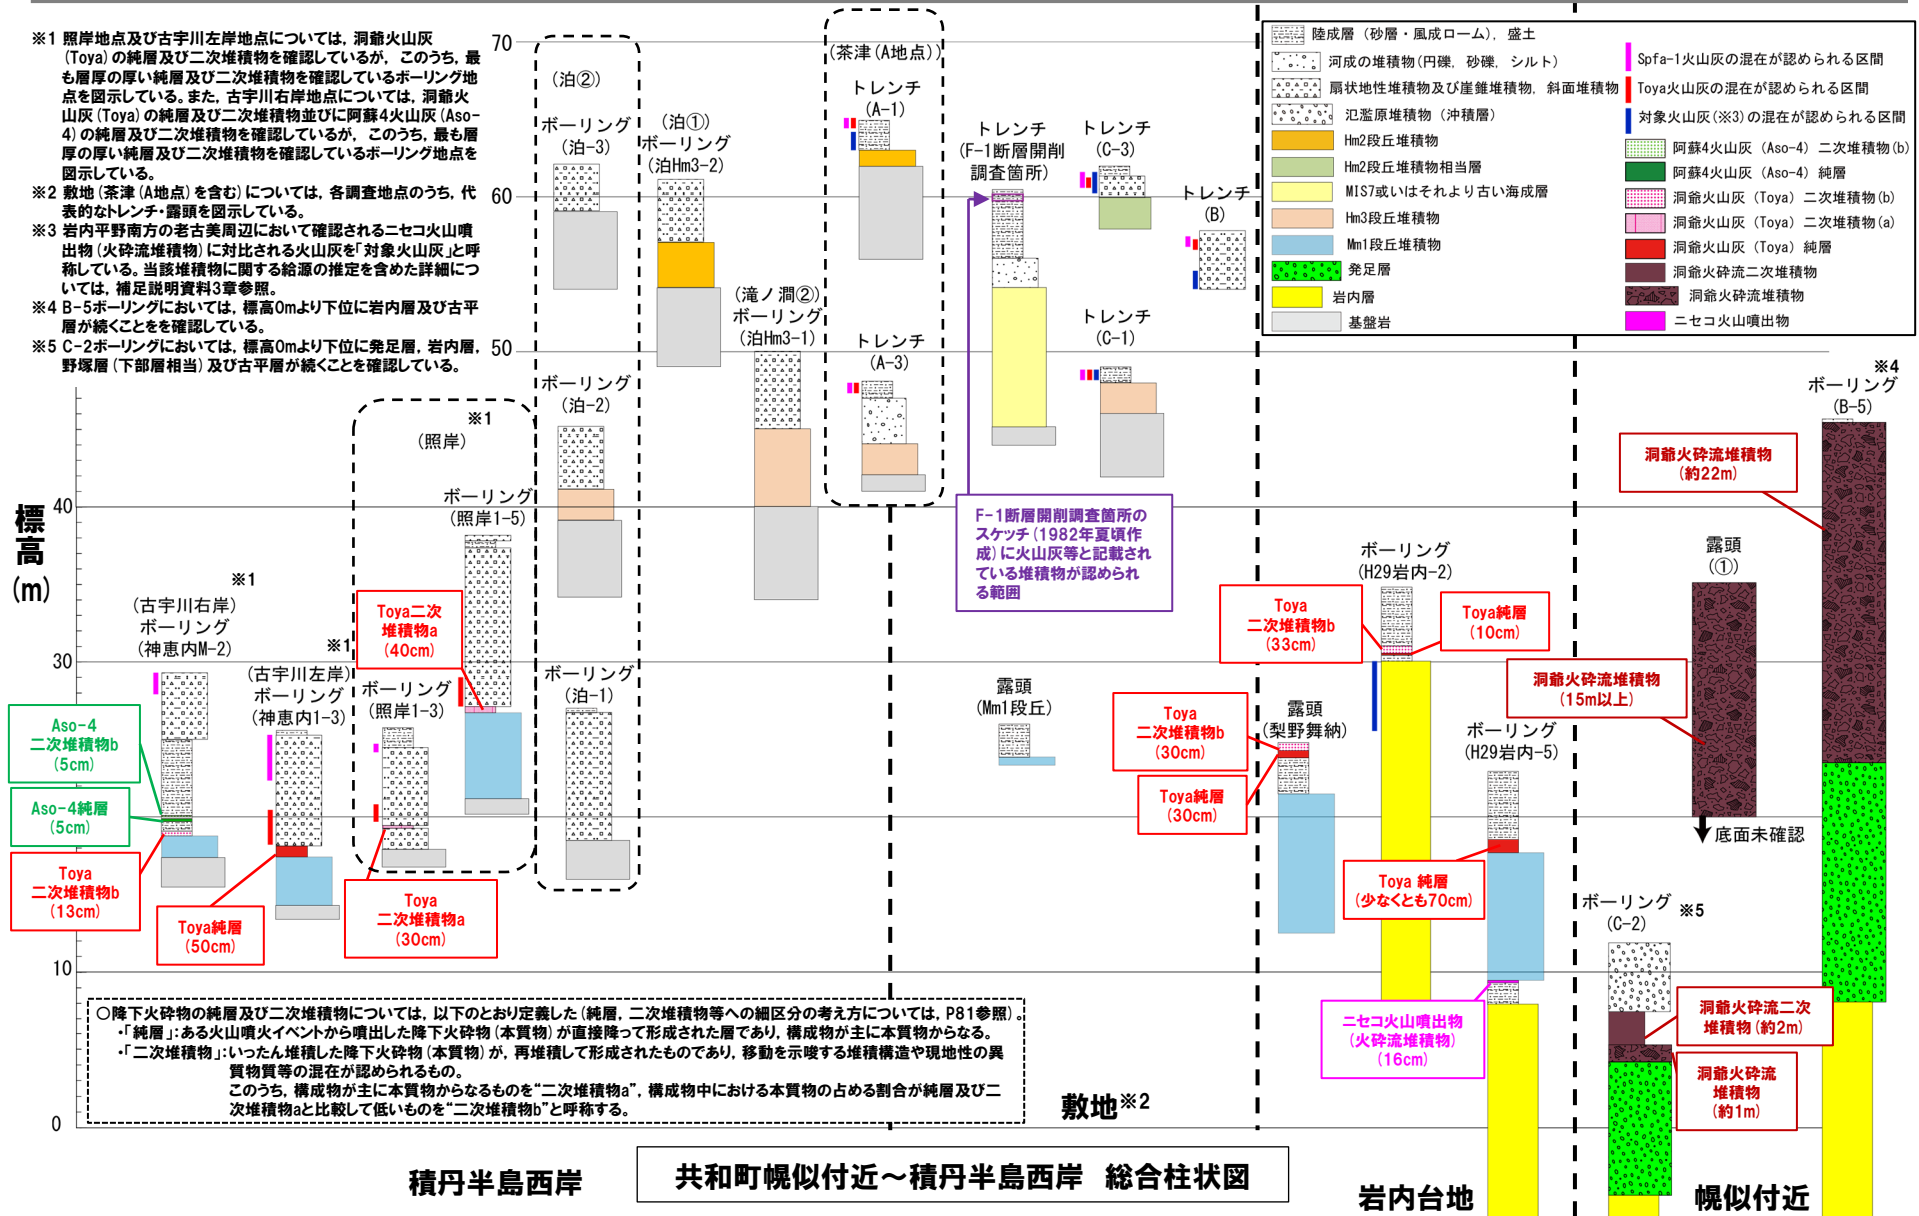 ※1 照岸地点及び古宇川左岸地点については，洞爺火山灰
(Toya)の純層及び二次堆積物を確認しているが，このうち，最
も層厚の厚い純層及び二次堆積物を確認しているボーリング地
点を図示している。また，古宇川右岸地点については，洞爺火
山灰(Toya)の純層及び二次堆積物並びに阿蘇4火山灰(Aso-
4)の純層及び二次堆積物を確認しているが，このうち，最も層
厚の厚い純層及び二次堆積物を確認しているボーリング地点を
図示している。
※2 敷地(茶津(A地点)を含む)については，各調査地点のうち，代
表的なトレンチ・露頭を図示している。
※3 岩内平野南方の老古美周辺において確認されるニセコ火山噴
出物(火砕流堆積物)に対比される火山灰を「対象火山灰」と呼
称している。当該堆積物に関する給源の推定を含めた詳細につ
いては，補足説明資料3章参照。
※4 B-5ボーリングにおいては，標高0mより下位に岩内層及び古平
層が続くことをを確認している。
※5 C-2ボーリングにおいては，標高0mより下位に発足層，岩内層，
野塚層(下部層相当)及び古平層が続くことを確認している。
標高
(m)
70
60
50
40
30
10
0
(古宇川右岸)
ボーリング
(神恵内M-2)
※1
(古宇川左岸)
ボーリング
(神恵内1-3)
※1
(照岸)
※1
ボーリング
(照岸1-3)
ボーリング
(照岸1-5)
(泊②)
ボーリング
(泊-3)
ボーリング
(泊-2)
ボーリング
(泊-1)
(泊①)
ボーリング
(泊Hm3-2)
(滝ノ澗②)
ボーリング
(泊Hm3-1)
(茶津(A地点))
トレンチ
(A-1)
トレンチ
(A-3)
トレンチ
(F-1断層開削
調査箇所)
トレンチ
(C-3)
トレンチ
(B)
トレンチ
(C-1)
露頭
(Mm1段丘)
露頭
(梨野舞納)
ボーリング
(H29岩内-2)
ボーリング
(H29岩内-5)
ボーリング
(C-2)
※5
露頭
(①)
底面未確認
※4
ボーリング
(B-5)
陸成層(砂層・風成ローム)，盛土
河成の堆積物(円礫，砂礫，シルト)
扇状地性堆積物及び崖錐堆積物，斜面堆積物
氾濫原堆積物(沖積層)
Hm2段丘堆積物
Hm2段丘堆積物相当層
MIS7或いはそれより古い海成層
Hm3段丘堆積物
Mm1段丘堆積物
発足層
岩内層
基盤岩
Spfa-1火山灰の混在が認められる区間
Toya火山灰の混在が認められる区間
対象火山灰(※3)の混在が認められる区間
阿蘇4火山灰(Aso-4)二次堆積物(b)
阿蘇4火山灰(Aso-4)純層
洞爺火山灰(Toya)二次堆積物(b)
洞爺火山灰(Toya)二次堆積物(a)
洞爺火山灰(Toya)純層
洞爺火砕流二次堆積物
洞爺火砕流堆積物
ニセコ火山噴出物
Aso-4
二次堆積物b
(5cm)
Aso-4純層
(5cm)
Toya
二次堆積物b
(13cm)
Toya純層
(50cm)
Toya二次
堆積物a
(40cm)
Toya
二次堆積物a
(30cm)
F-1断層開削調査箇所の
スケッチ(1982年夏頃作
成)に火山灰等と記載され
ている堆積物が認められ
る範囲
Toya
二次堆積物b
(33cm)
Toya純層
(10cm)
Toya
二次堆積物b
(30cm)
Toya純層
(30cm)
Toya 純層
(少なくとも70cm)
ニセコ火山噴出物
(火砕流堆積物)
(16cm)
洞爺火砕流堆積物
(約22m)
洞爺火砕流堆積物
(15m以上)
洞爺火砕流二次
堆積物(約2m)
洞爺火砕流
堆積物
(約1m)
○降下火砕物の純層及び二次堆積物については，以下のとおり定義した(純層，二次堆積物等への細区分の考え方については，P81参照)。
・「純層」：ある火山噴火イベントから噴出した降下火砕物(本質物)が直接降って形成された層であり，構成物が主に本質物からなる。
・「二次堆積物」：いったん堆積した降下火砕物(本質物)が，再堆積して形成されたものであり，移動を示唆する堆積構造や現地性の異
質物質等の混在が認められるもの。
このうち，構成物が主に本質物からなるものを“二次堆積物a”，構成物中における本質物の占める割合が純層及び二
次堆積物aと比較して低いものを“二次堆積物b”と呼称する。
敷地※2
積丹半島西岸
共和町幌似付近～積丹半島西岸 総合柱状図
岩内台地
幌似付近